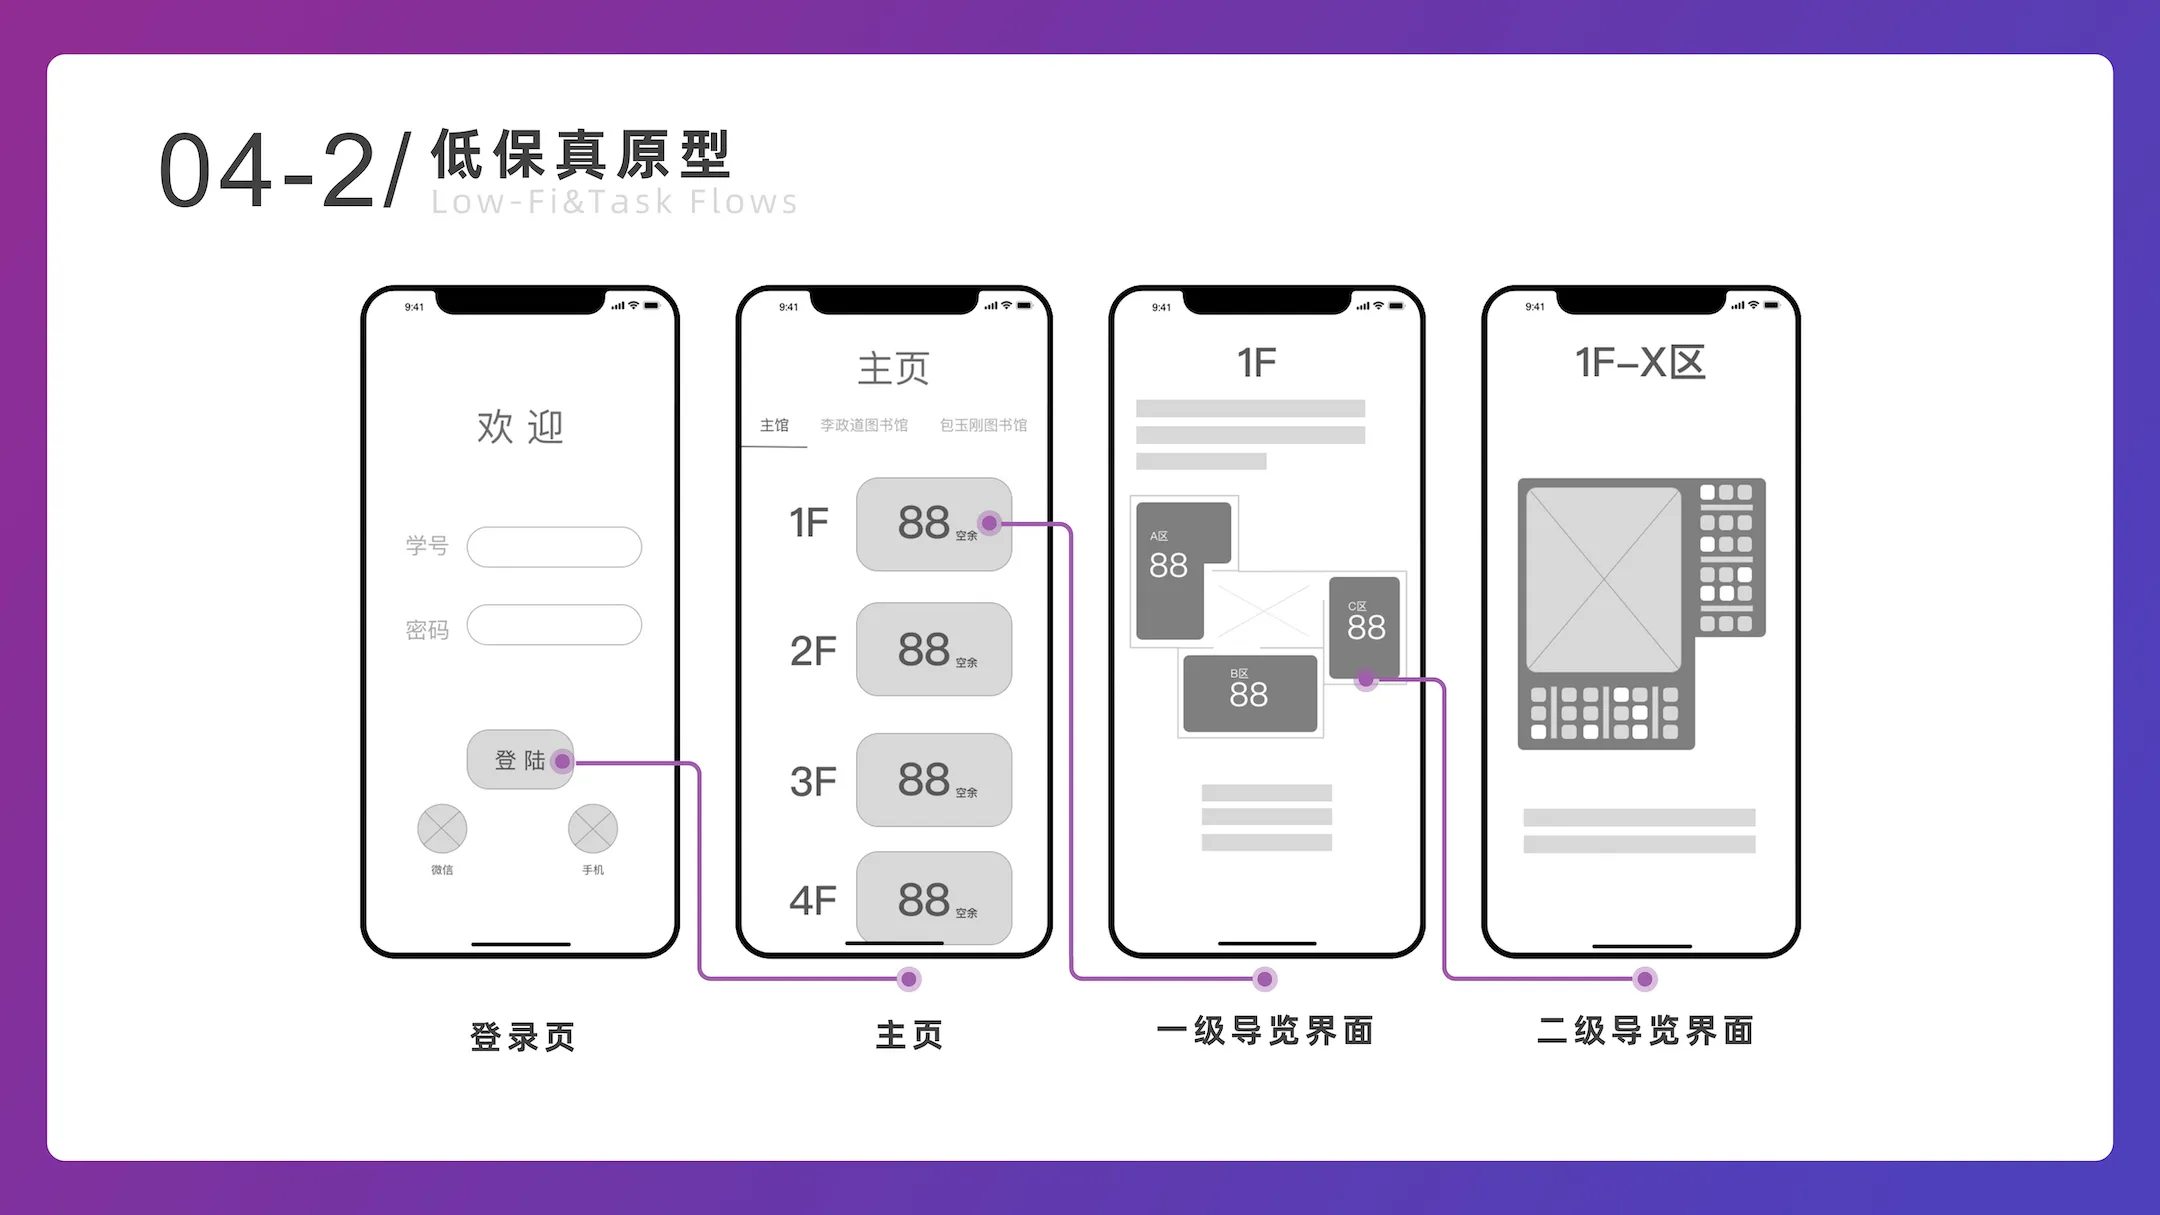 04-2/ 低保真原型
Low-Fi&Task Flows
9:41
欢迎
学号
密码
登陆
微信
手机
登录页
9:41
主页
主馆 李政道图书馆 包玉刚图书馆
1F 88 空余
2F 88 空余
3F 88 空余
4F 88 空余
主页
9:41
1F
A区
88
C区
88
B区
88
一级导览界面
9:41
1F–X区
二级导览界面